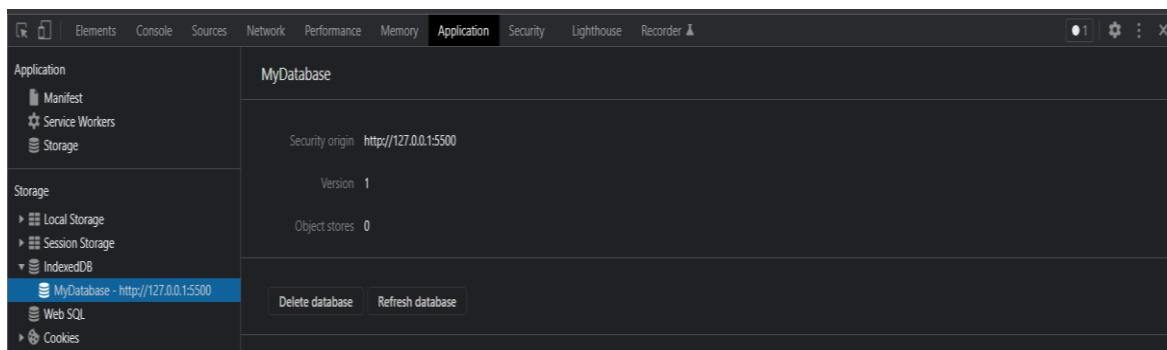 Elements Console Sources Network Performance Memory Application Security Lighthouse Recorder 1
Application
Manifest
Service Workers
Storage
Storage
Local Storage
Session Storage
IndexedDB
MyDatabase - http://127.0.0.1:5500
Web SQL
Cookies
MyDatabase
Security origin http://127.0.0.1:5500
Version 1
Object stores 0
Delete database Refresh database